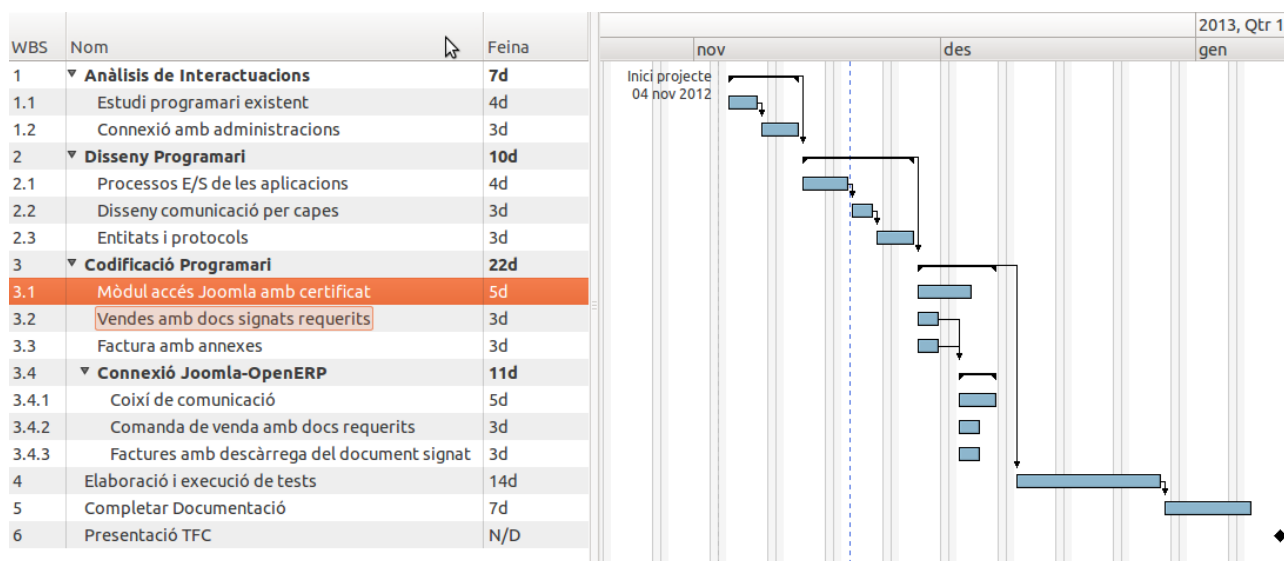 2013, Qtr 1
WBS Nom Feina nov des gen
1 Anàlisis de Interactuacions 7d
Inici projecte
04 nov 2012
1.1 Estudi programari existent 4d
1.2 Connexió amb administracions 3d
2 Disseny Programari 10d
2.1 Processos E/S de les aplicacions 4d
2.2 Disseny comunicació per capes 3d
2.3 Entitats i protocols 3d
3 Codificació Programari 22d
3.1 Mòdul accés Joomla amb certificat 5d
3.2 Vendes amb docs signats requerits 3d
3.3 Factura amb annexes 3d
3.4 Connexió Joomla-OpenERP 11d
3.4.1 Coixí de comunicació 5d
3.4.2 Comanda de venda amb docs requerits 3d
3.4.3 Factures amb descàrrega del document signat 3d
4 Elaboració i execució de tests 14d
5 Completar Documentació 7d
6 Presentació TFC N/D